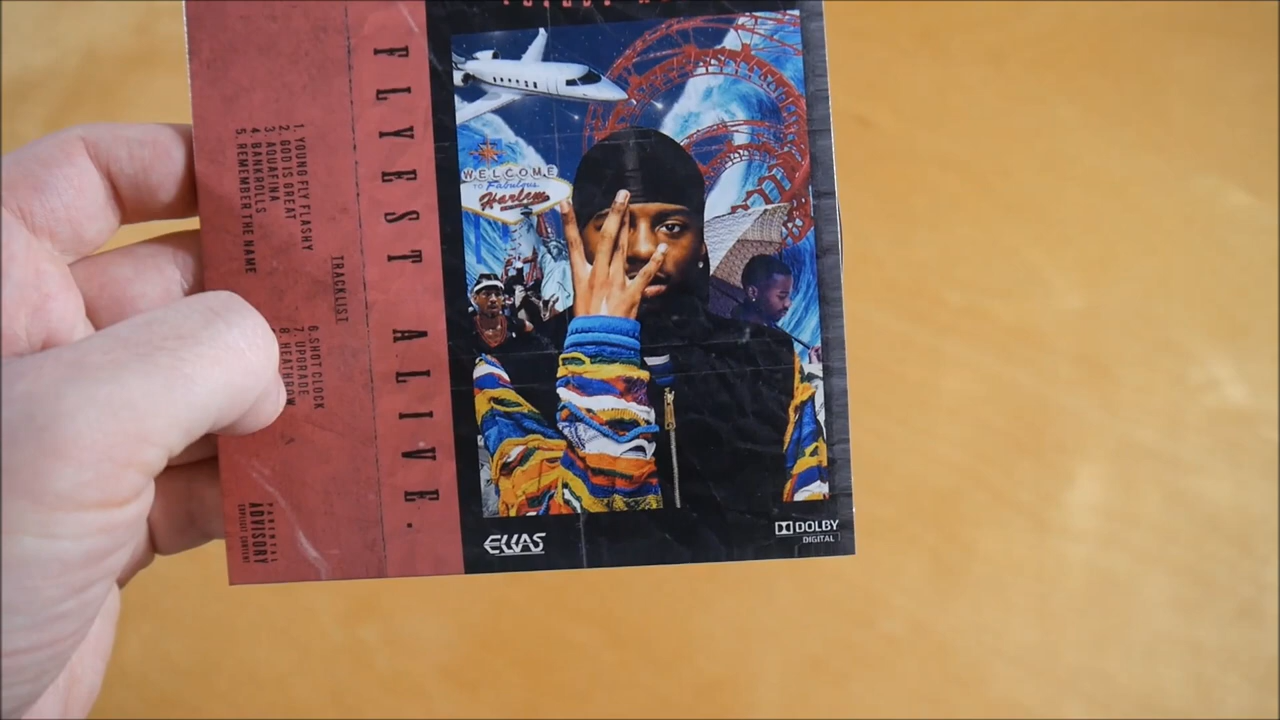 FLYEST ALIVE.
TRACKLIST
1. YOUNG FLY FLASHY
2. GOD IS GREAT
3. AQUAFINA
4. BANKROLLS
5. REMEMBER THE NAME
6. SHOT CLOCK
7. UPGRADE
8. HEATHROW
PARENTAL
ADVISORY
EXPLICIT CONTENT
WELCOME
TO Fabulous
Harlem
ELIAS
DOLBY
DIGITAL